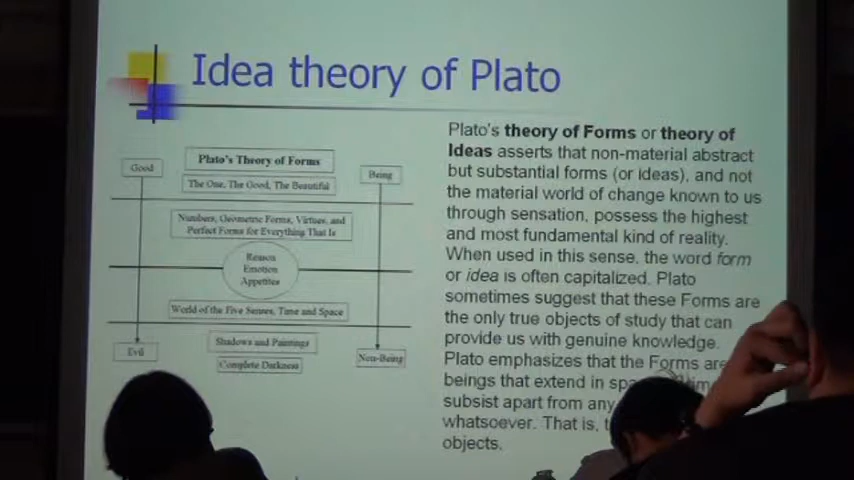 Idea theory of Plato
Good
Plato's Theory of Forms
Being
The One, The Good, The Beautiful
Numbers, Geometric Forms, Virtues, and
Perfect Forms for Everything That Is
Reason
Emotion
Appetites
World of the Five Senses, Time and Space
Evil
Shadows and Paintings
Non-Being
Complete Darkness
Plato's theory of Forms or theory of
Ideas asserts that non-material abstract
but substantial forms (or ideas), and not
the material world of change known to us
through sensation, possess the highest
and most fundamental kind of reality.
When used in this sense, the word form
or idea is often capitalized. Plato
sometimes suggest that these Forms are
the only true objects of study that can
provide us with genuine knowledge.
Plato emphasizes that the Forms are
beings that extend in
subsist apart from any
whatsoever. That is,
objects.